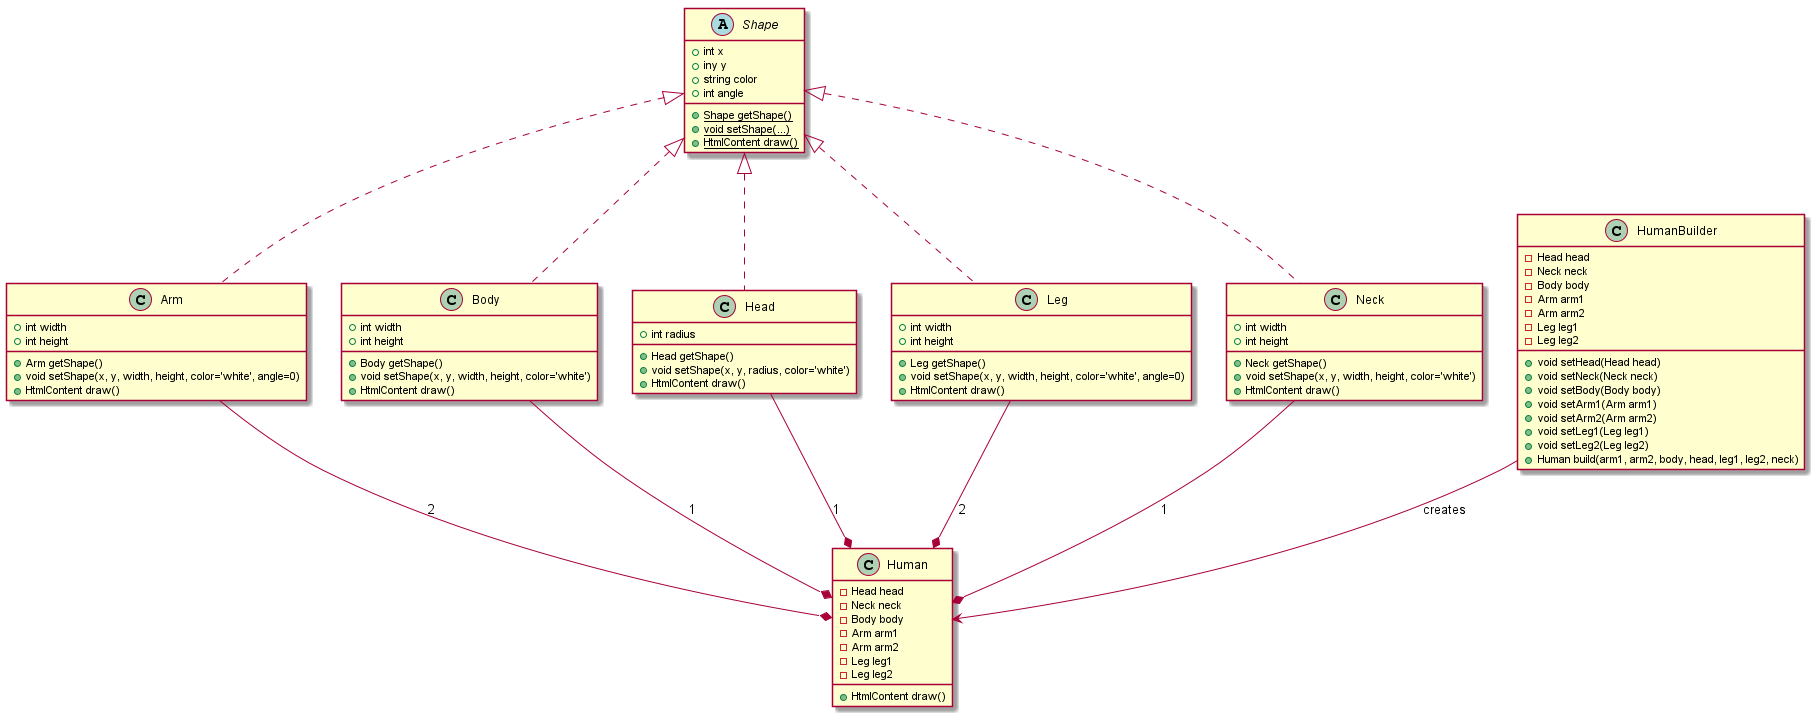 A Shape
int x
iny y
string color
int angle
Shape getShape()
void setShape(...)
HtmlContent draw()
C Arm
int width
int height
Arm getShape()
void setShape(x, y, width, height, color='white', angle=0)
HtmlContent draw()
C Body
int width
int height
Body getShape()
void setShape(x, y, width, height, color='white')
HtmlContent draw()
C Head
int radius
Head getShape()
void setShape(x, y, radius, color='white')
HtmlContent draw()
C Leg
int width
int height
Leg getShape()
void setShape(x, y, width, height, color='white', angle=0)
HtmlContent draw()
C Neck
int width
int height
Neck getShape()
void setShape(x, y, width, height, color='white')
HtmlContent draw()
C HumanBuilder
Head head
Neck neck
Body body
Arm arm1
Arm arm2
Leg leg1
Leg leg2
void setHead(Head head)
void setNeck(Neck neck)
void setBody(Body body)
void setArm1(Arm arm1)
void setArm2(Arm arm2)
void setLeg1(Leg leg1)
void setLeg2(Leg leg2)
Human build(arm1, arm2, body, head, leg1, leg2, neck)
2
1
1
2
1
creates
C Human
Head head
Neck neck
Body body
Arm arm1
Arm arm2
Leg leg1
Leg leg2
HtmlContent draw()